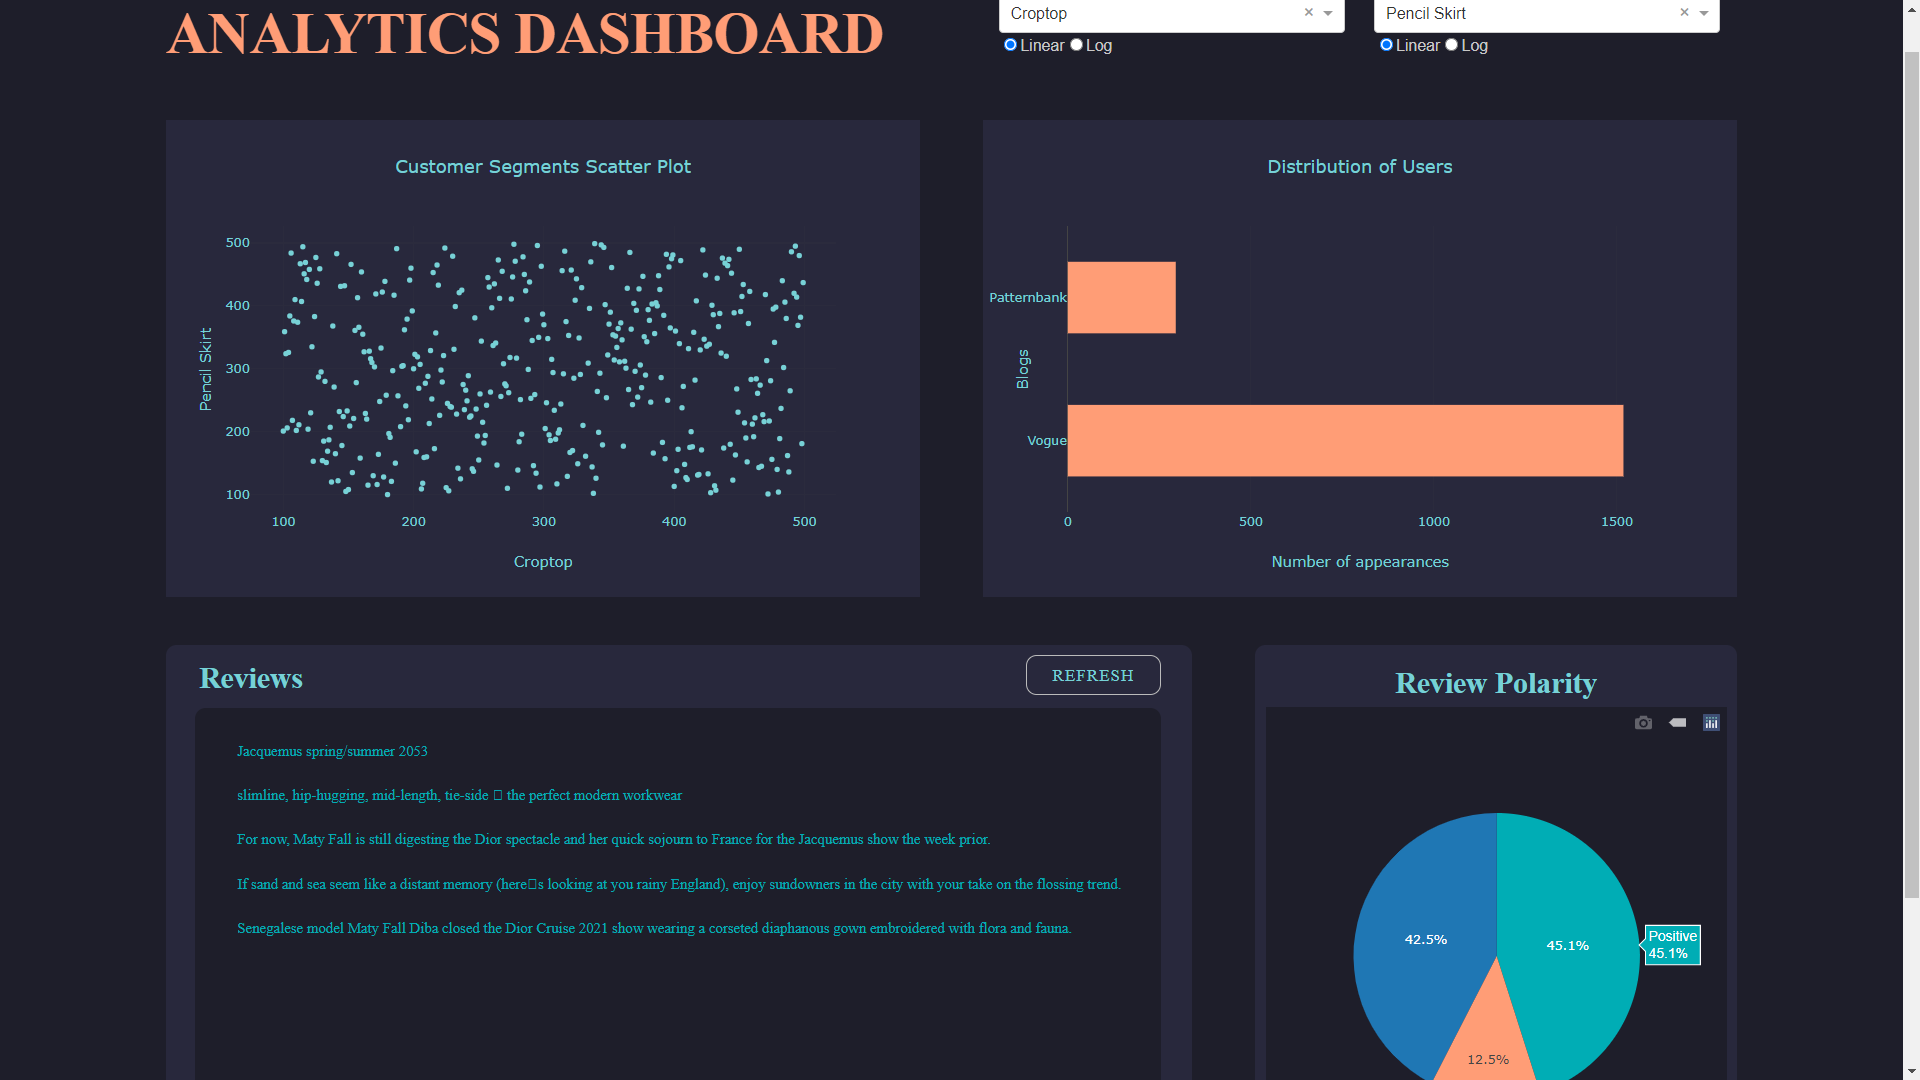 ANALYTICS DASHBOARD
Croptop × 
Linear Log
Pencil Skirt ×
Linear Log
Customer Segments Scatter Plot
500
400
300
200
100
Pencil Skirt
100 200 300 400 500
Croptop
Distribution of Users
Patternbank
Blogs
Vogue
0 500 1000 1500
Number of appearances
Reviews
REFRESH
Jacquemus spring/summer 2053
slimline, hip-hugging, mid-length, tie-side □ the perfect modern workwear
For now, Maty Fall is still digesting the Dior spectacle and her quick sojourn to France for the Jacquemus show the week prior.
If sand and sea seem like a distant memory (here□s looking at you rainy England), enjoy sundowners in the city with your take on the flossing trend.
Senegalese model Maty Fall Diba closed the Dior Cruise 2021 show wearing a corseted diaphanous gown embroidered with flora and fauna.
Review Polarity
42.5%
45.1%
Positive
45.1%
12.5%